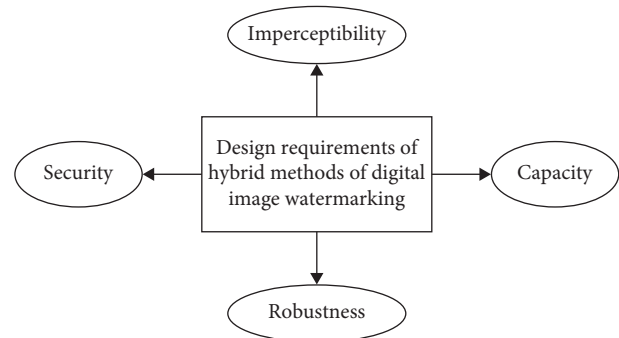 Imperceptibility
Design requirements of
hybrid methods of digital
image watermarking
Security
Capacity
Robustness